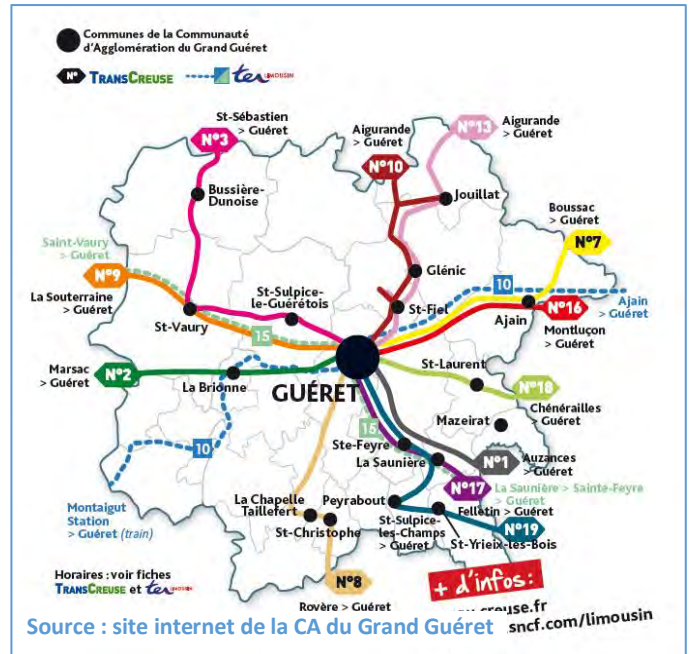 Communes de la Communauté
d'Agglomération du Grand Guéret
N° TRANSCREUSE
ter LIMOUSIN
St-Sébastien
> Guéret
N°3
Aigurande
> Guéret
N°10
N°13
Aigurande
> Guéret
Bussière-
Dunoise
Jouillat
Boussac
> Guéret
N°7
Saint-Vaury
> Guéret
N°9
La Souterraine
> Guéret
St-Sulpice-
le-Guérétois
Glénic
10
St-Vaury
15
St-Fiel
Ajain
N°16
Ajain
> Guéret
Montluçon
> Guéret
Marsac
> Guéret
N°2
La Brionne
GUÉRET
St-Laurent
N°18
Chénérailles
> Guéret
Mazeirat
10
15
Ste-Feyre
La Saunière
N°1
Auzances
> Guéret
N°17
La Saunière > Sainte-Feyre
> Guéret
Montaigut
Station
> Guéret (train)
La Chapelle
Taillefert
Peyrabout
Felletin > Guéret
St-Christophe
St-Sulpice-
les-Champs
> Guéret
N°19
St-Yrieix-les-Bois
N°8
Royère > Guéret
Horaires : voir fiches
TRANSCREUSE et ter LIMOUSIN
+ d'infos:
creuse.fr
sncf.com/limousin
Source : site internet de la CA du Grand Guéret